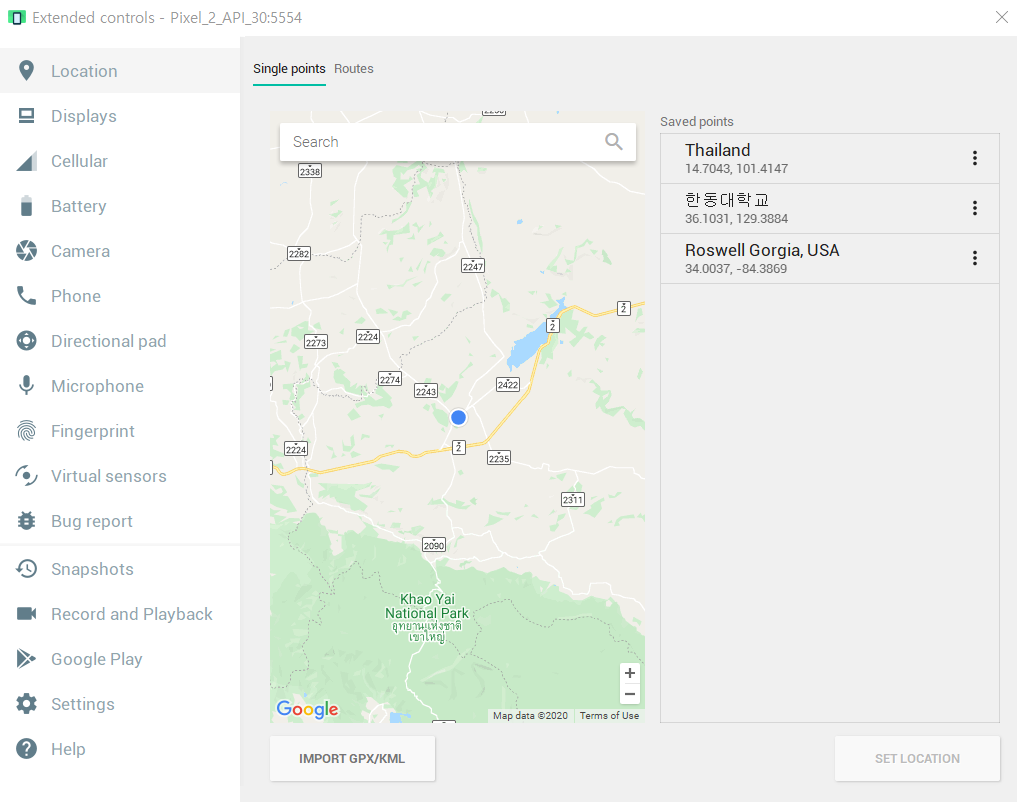 Extended controls - Pixel_2_API_30:5554
Location
Displays
Cellular
Battery
Camera
Phone
Directional pad
Microphone
Fingerprint
Virtual sensors
Bug report
Snapshots
Record and Playback
Google Play
Settings
Help
Single points
Routes
Search
2338
2282
2247
2
2
2273
2224
2274
2243
2422
2224
2
2235
2311
2090
Khao Yai
National Park
อุทยานแห่งชาติ
เขาใหญ่
+
−
Google
Map data ©2020
Terms of Use
IMPORT GPX/KML
Saved points
Thailand
14.7043, 101.4147
한동대학교
36.1031, 129.3884
Roswell Gorgia, USA
34.0037, -84.3869
SET LOCATION